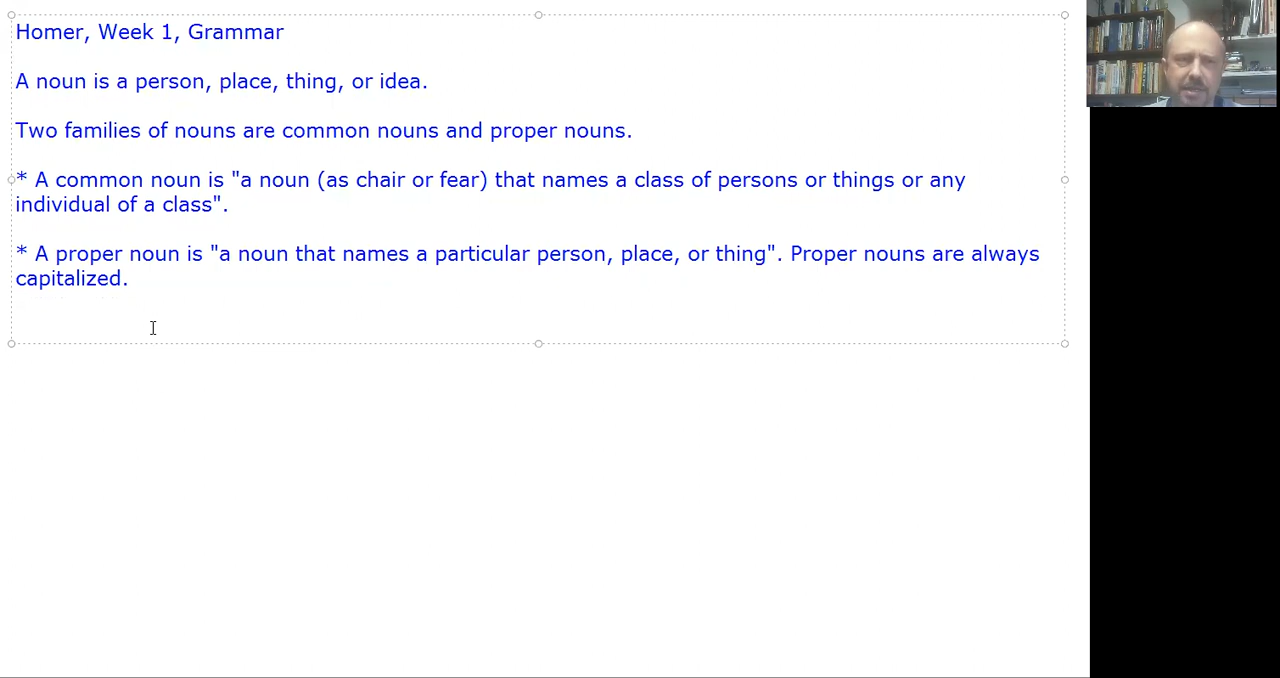 Homer, Week 1, Grammar
A noun is a person, place, thing, or idea.
Two families of nouns are common nouns and proper nouns.
* A common noun is "a noun (as chair or fear) that names a class of persons or things or any
individual of a class".
* A proper noun is "a noun that names a particular person, place, or thing". Proper nouns are always
capitalized.